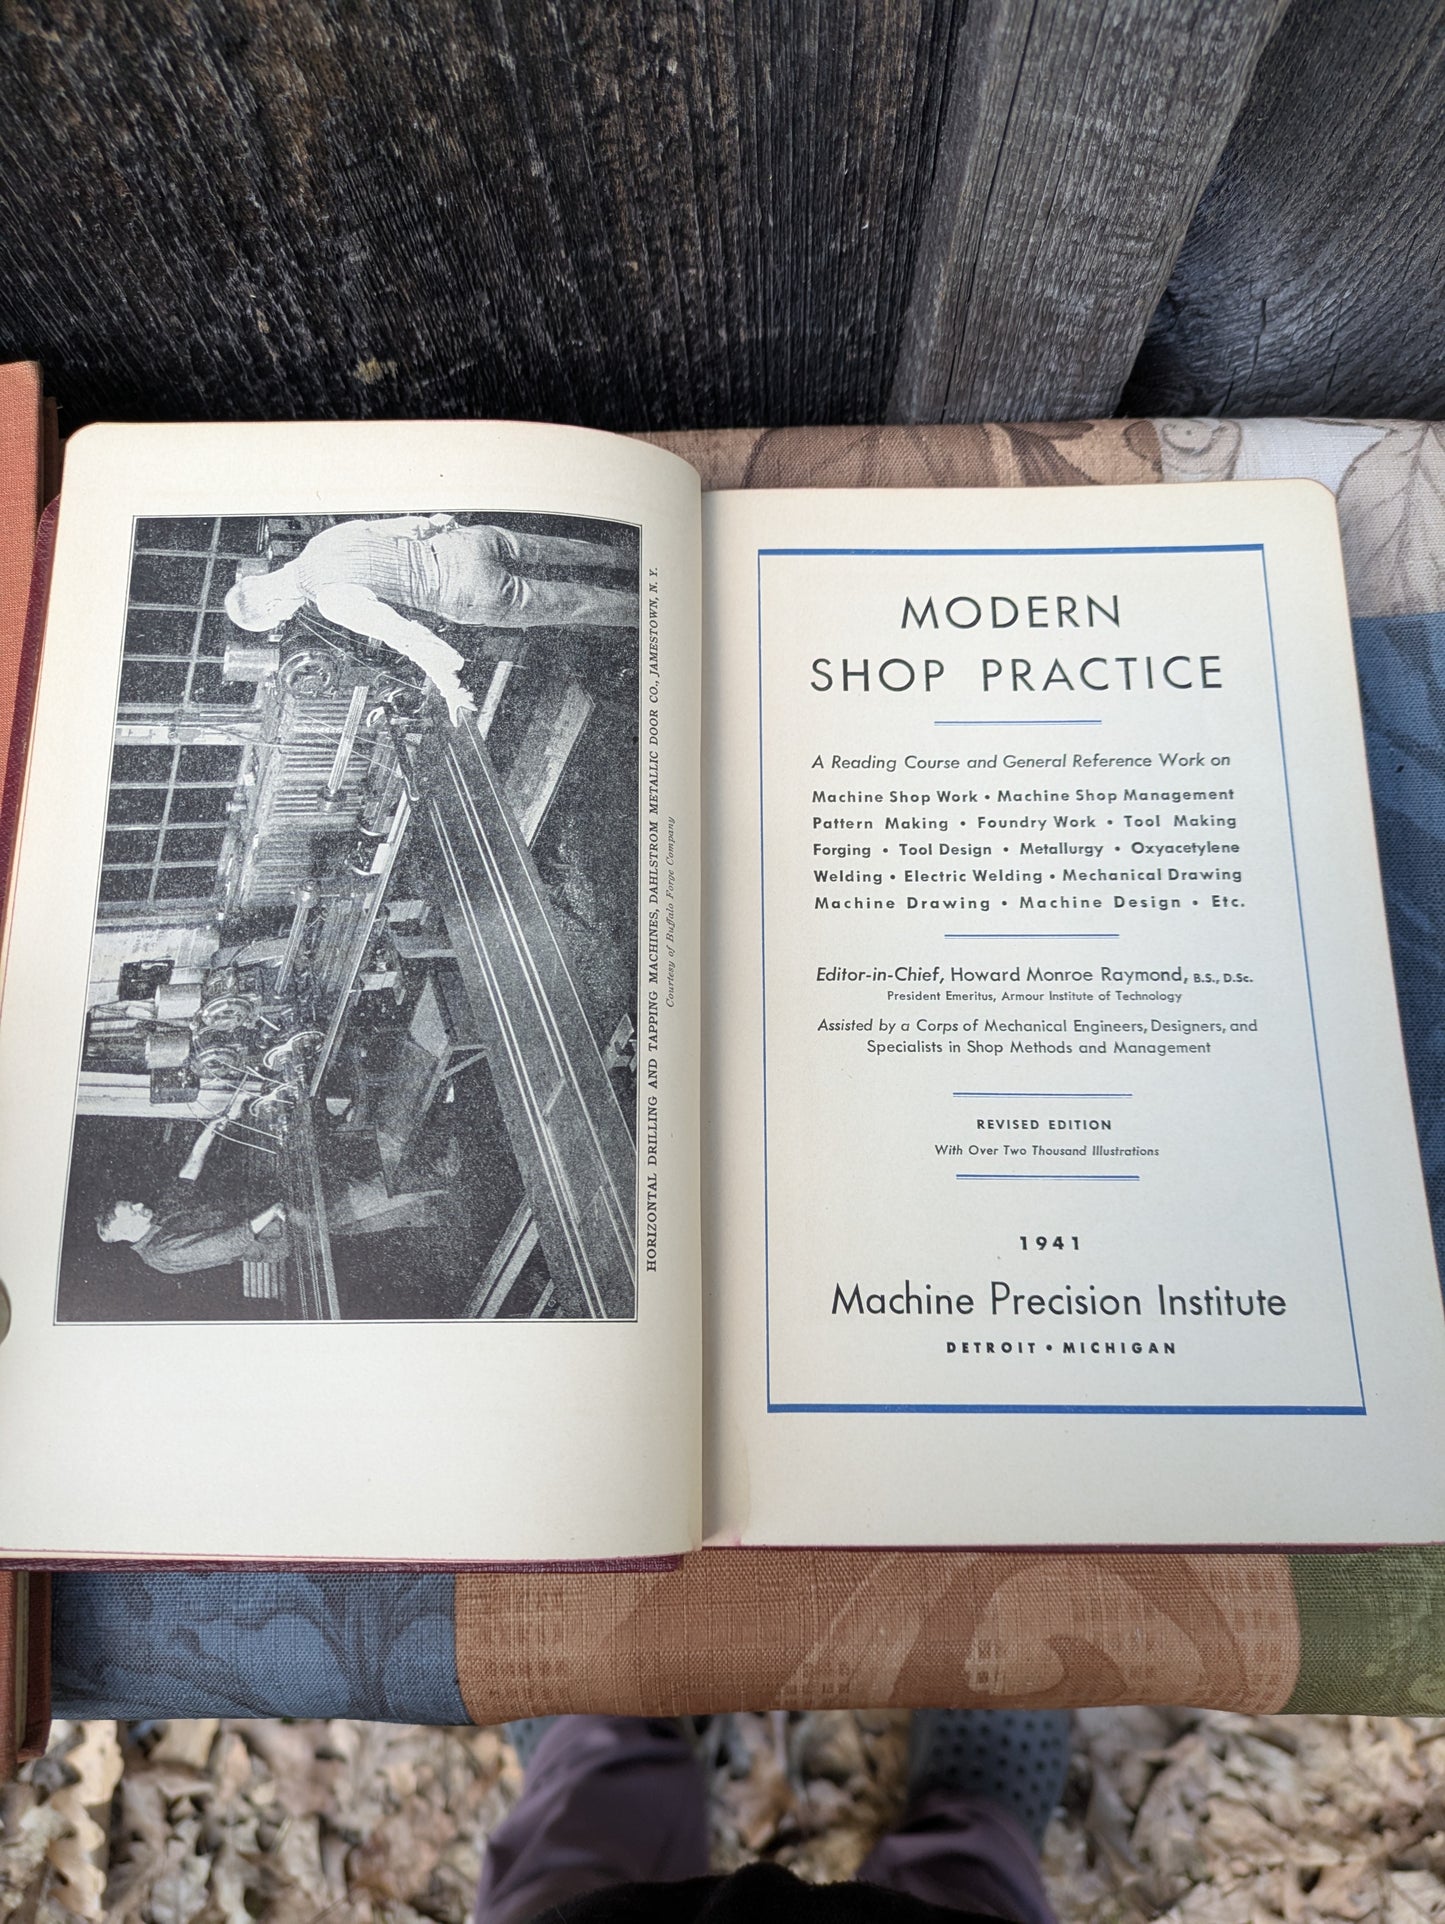 HORIZONTAL DRILLING AND TAPPING MACHINES, DAHLSTROM METALLIC DOOR CO., JAMESTOWN, N. Y.
Courtesy of Buffalo Forge Company
MODERN
SHOP PRACTICE
A Reading Course and General Reference Work on
Machine Shop Work • Machine Shop Management
Pattern Making • Foundry Work • Tool Making
Forging • Tool Design • Metallurgy • Oxyacetylene
Welding • Electric Welding • Mechanical Drawing
Machine Drawing • Machine Design • Etc.
Editor-in-Chief, Howard Monroe Raymond, B.S., D.Sc.
President Emeritus, Armour Institute of Technology
Assisted by a Corps of Mechanical Engineers, Designers, and
Specialists in Shop Methods and Management
REVISED EDITION
With Over Two Thousand Illustrations
1941
Machine Precision Institute
DETROIT • MICHIGAN